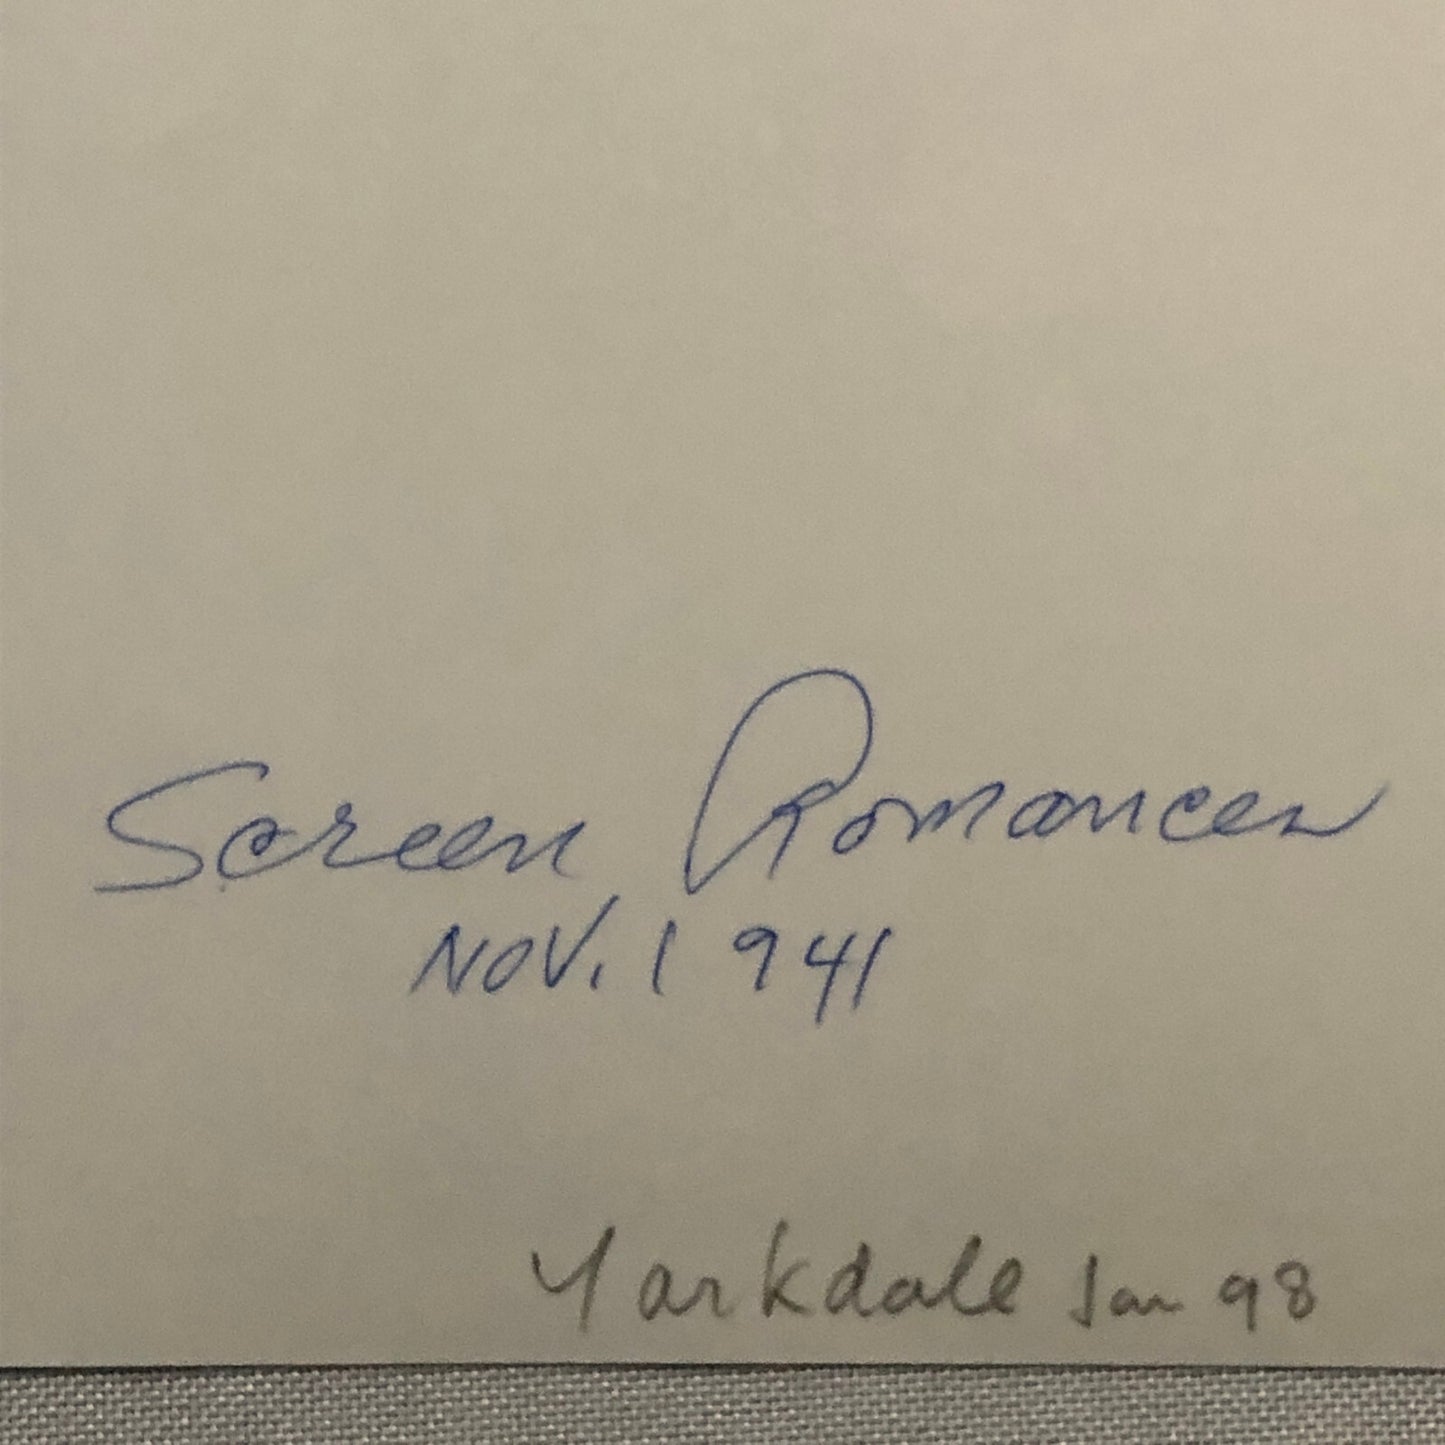 Screen Romances
NOV. 1941
Yarkdale Jan 98